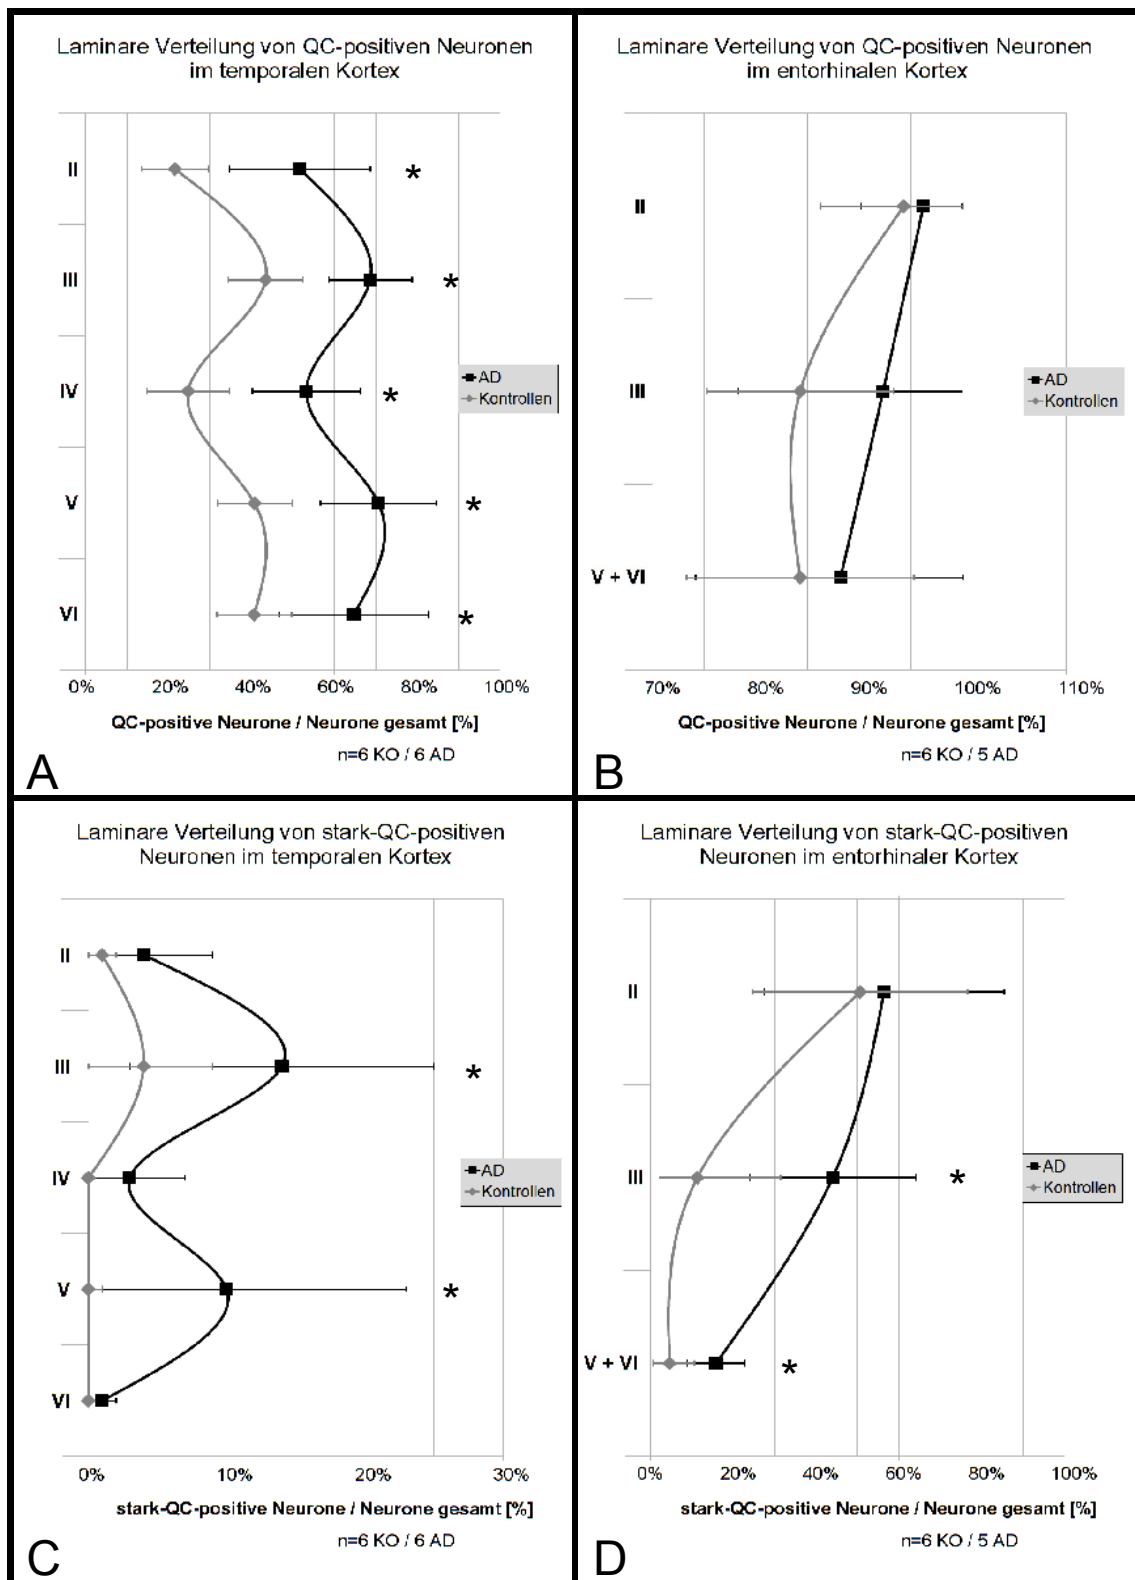 Laminare Verteilung von QC-positiven Neuronen
im temporalen Kortex
II
*
III
*
IV
*
AD
Kontrollen
V
*
VI
*
0% 20% 40% 60% 80% 100%
QC-positive Neurone / Neurone gesamt [%]
n=6 KO / 6 AD
A
Laminare Verteilung von QC-positiven Neuronen
im entorhinalen Kortex
II
III
AD
Kontrollen
V + VI
70% 80% 90% 100% 110%
QC-positive Neurone / Neurone gesamt [%]
n=6 KO / 5 AD
B
Laminare Verteilung von stark-QC-positiven
Neuronen im temporalen Kortex
II
III
*
IV
AD
Kontrollen
V
*
VI
0% 10% 20% 30%
stark-QC-positive Neurone / Neurone gesamt [%]
n=6 KO / 6 AD
C
Laminare Verteilung von stark-QC-positiven
Neuronen im entorhinaler Kortex
II
III
*
AD
Kontrollen
V + VI
*
0% 20% 40% 60% 80% 100%
stark-QC-positive Neurone / Neurone gesamt [%]
n=6 KO / 5 AD
D